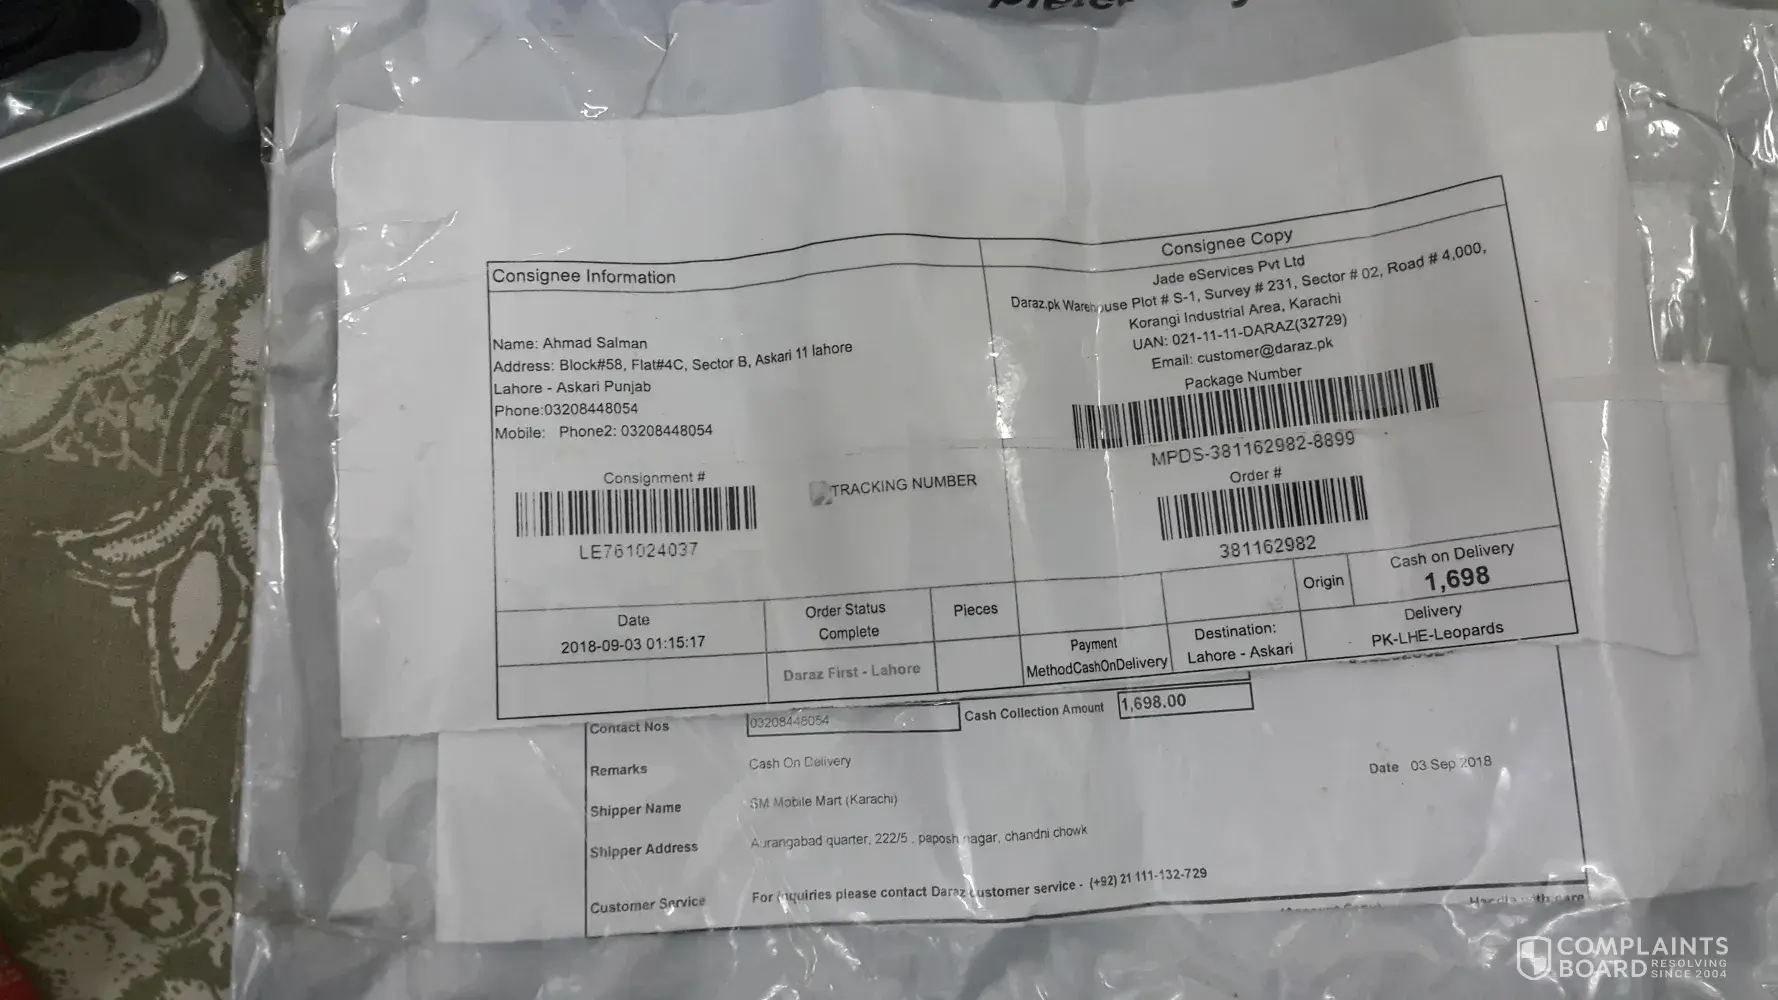 Consignee Information
Name: Ahmad Salman
Address: Block#58, Flat#4C, Sector B, Askari 11 lahore
Lahore - Askari Punjab
Phone:03208448054
Mobile: Phone2: 03208448054
Consignment #
LE761024037
TRACKING NUMBER
Consignee Copy
Jade eServices Pvt Ltd
Daraz.pk Warehouse Plot # S-1, Survey # 231, Sector # 02, Road # 4,000,
Korangi Industrial Area, Karachi
UAN: 021-11-11-DARAZ(32729)
Email: customer@daraz.pk
Package Number
MPDS-381162982-8899
Order #
381162982
Date
2018-09-03 01:15:17
Order Status
Complete
Daraz First - Lahore
Pieces
Payment
MethodCashOnDelivery
Destination:
Lahore - Askari
Origin
Cash on Delivery
1,698
Delivery
PK-LHE-Leopards
Contact Nos 03208448054 Cash Collection Amount 1,698.00
Remarks Cash On Delivery
Date 03 Sep 2018
Shipper Name SM Mobile Mart (Karachi)
Shipper Address Aurangabad quarter, 222/5 , paposh nagar, chandni chowk
Customer Service For inquiries please contact Daraz customer service - (+92) 21 111-132-729
Handle with care
COMPLAINTS
BOARD RESOLVING
SINCE 2004